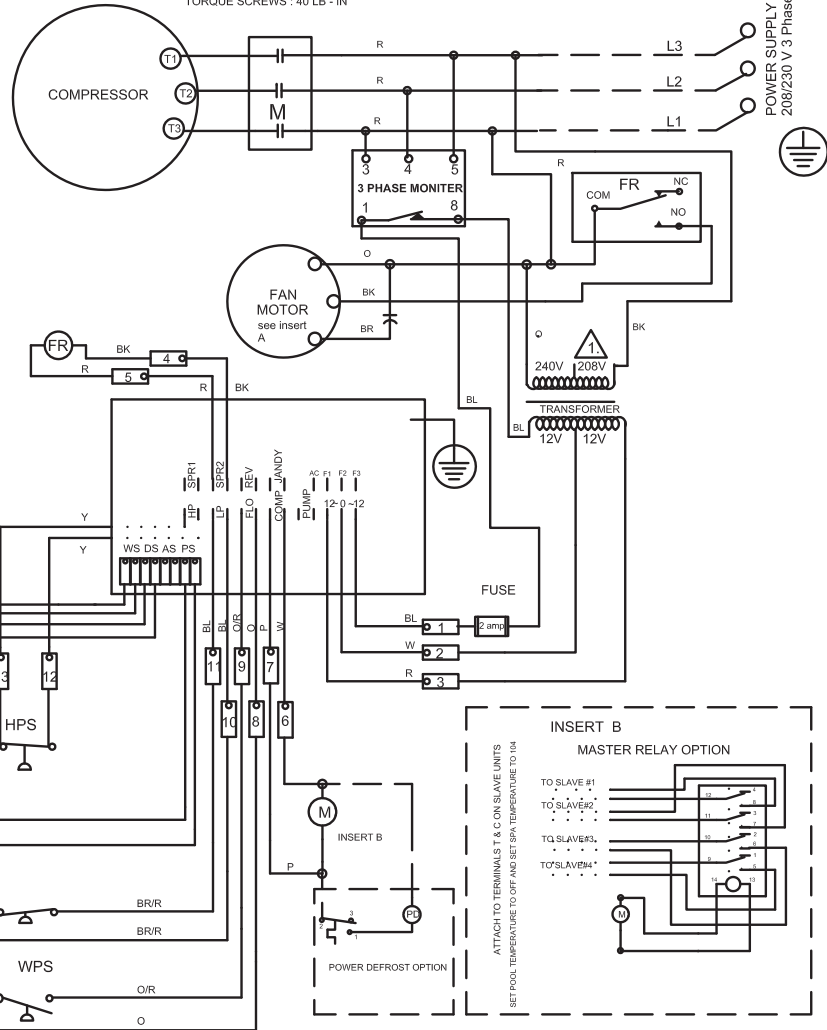 TORQUE SCREWS : 40 LB - IN
POWER SUPPLY
208/230 V 3 Phase
COMPRESSOR
T1
T2
T3
M
R
R
R
L3
L2
L1
3
4
5
3 PHASE MONITER
1
8
R
FR
COM
NC
NO
FAN
MOTOR
see insert
A
O
BK
BR
O
1.
BK
240V
208V
TRANSFORMER
12V
12V
BL
BL
FR
BK
4
R
5
R
BK
SPR1
SPR2
REV
JANDY
HP
LP
FLO
COMP
PUMP
AC F1 F2 F3
12~ 0 ~12
Y
Y
WS DS AS PS
FUSE
BL
1
2 amp
W
2
R
3
BL
BL
O/R
O
P
W
11
9
7
10
8
6
3
12
HPS
M
INSERT B
P
PD
3
2
1
POWER DEFROST OPTION
BR/R
BR/R
WPS
O/R
O
INSERT B
MASTER RELAY OPTION
ATTACH TO TERMINALS T & C ON SLAVE UNITS
SET POOL TEMPERATURE TO OFF AND SET SPA TEMPERATURE TO 104
TO SLAVE #1
TO SLAVE#2
TO SLAVE#3
TO SLAVE#4
12
4
8
11
3
7
10
2
6
9
1
5
14
13
M